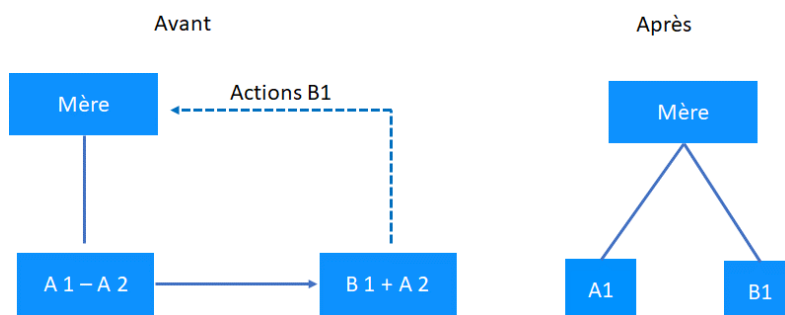 Avant
Après
Mère
Actions B1
Mère
A 1 – A 2
B 1 + A 2
A1
B1